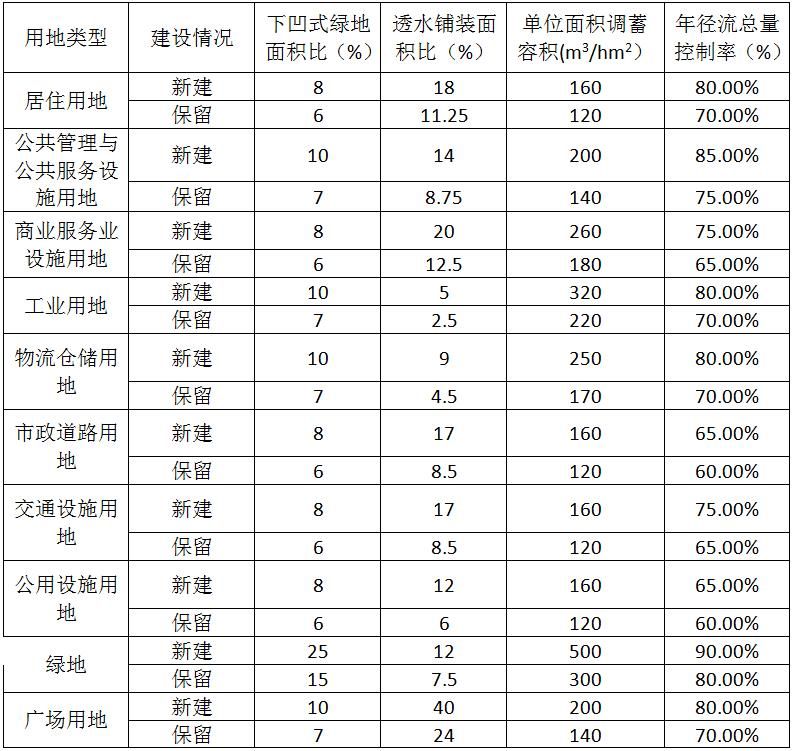 用地类型 建设情况 下凹式绿地面积比（%） 透水铺装面积比（%） 单位面积调蓄容积(m³/hm²） 年径流总量控制率（%）
居住用地 新建 8 18 160 80.00%
保留 6 11.25 120 70.00%
公共管理与公共服务设施用地 新建 10 14 200 85.00%
保留 7 8.75 140 75.00%
商业服务业设施用地 新建 8 20 260 75.00%
保留 6 12.5 180 65.00%
工业用地 新建 10 5 320 80.00%
保留 7 2.5 220 70.00%
物流仓储用地 新建 10 9 250 80.00%
保留 7 4.5 170 70.00%
市政道路用地 新建 8 17 160 65.00%
保留 6 8.5 120 60.00%
交通设施用地 新建 8 17 160 75.00%
保留 6 8.5 120 65.00%
公用设施用地 新建 8 12 160 65.00%
保留 6 6 120 60.00%
绿地 新建 25 12 500 90.00%
保留 15 7.5 300 80.00%
广场用地 新建 10 40 200 80.00%
保留 7 24 140 70.00%